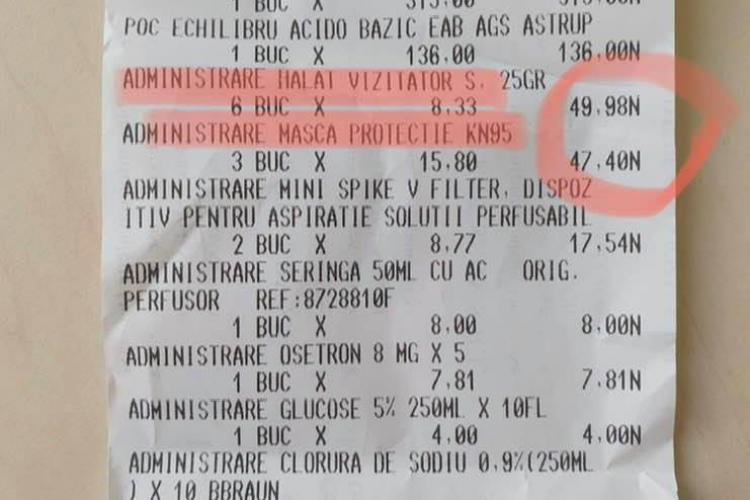 1 BUC X
POC ECHILIBRU ACIDO BAZIC EAB AGS ASTRUP
1 BUC X 136.00 136.00N
ADMINISTRARE HALAT VIZITATOR S. 25GR
6 BUC X 8.33 49.98N
ADMINISTRARE MASCA PROTECTIE KN95
3 BUC X 15.80 47.40N
ADMINISTRARE MINI SPIKE V FILTER, DISPOZ
ITIV PENTRU ASPIRATIE SOLUTII PERFUSABIL
2 BUC X 8.77 17.54N
ADMINISTRARE SERINGA 50ML CU AC ORIG.
PERFUSOR REF:8728810F
1 BUC X 8.00 8.00N
ADMINISTRARE OSETRON 8 MG X 5
1 BUC X 7.81 7.81N
ADMINISTRARE GLUCOSE 5% 250ML X 10FL
1 BUC X 4.00 4.00N
ADMINISTRARE CLORURA DE SODIU 0.9%(250ML
) X 10 BBRAUN